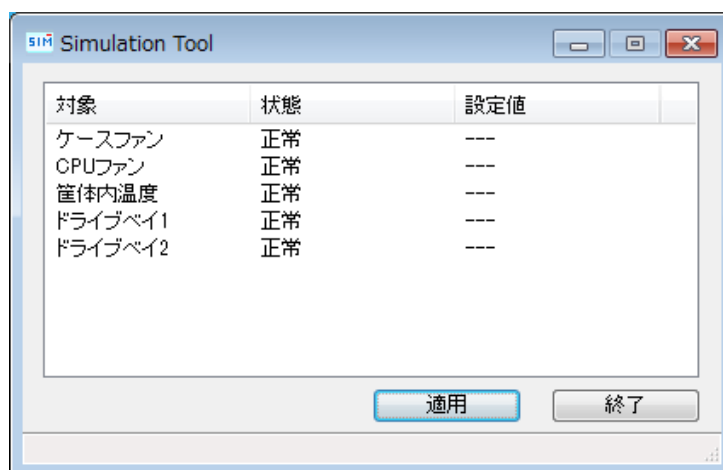 SIM Simulation Tool
対象 状態 設定値
ケースファン 正常 ---
CPUファン 正常 ---
筐体内温度 正常 ---
ドライブベイ1 正常 ---
ドライブベイ2 正常 ---
適用 終了